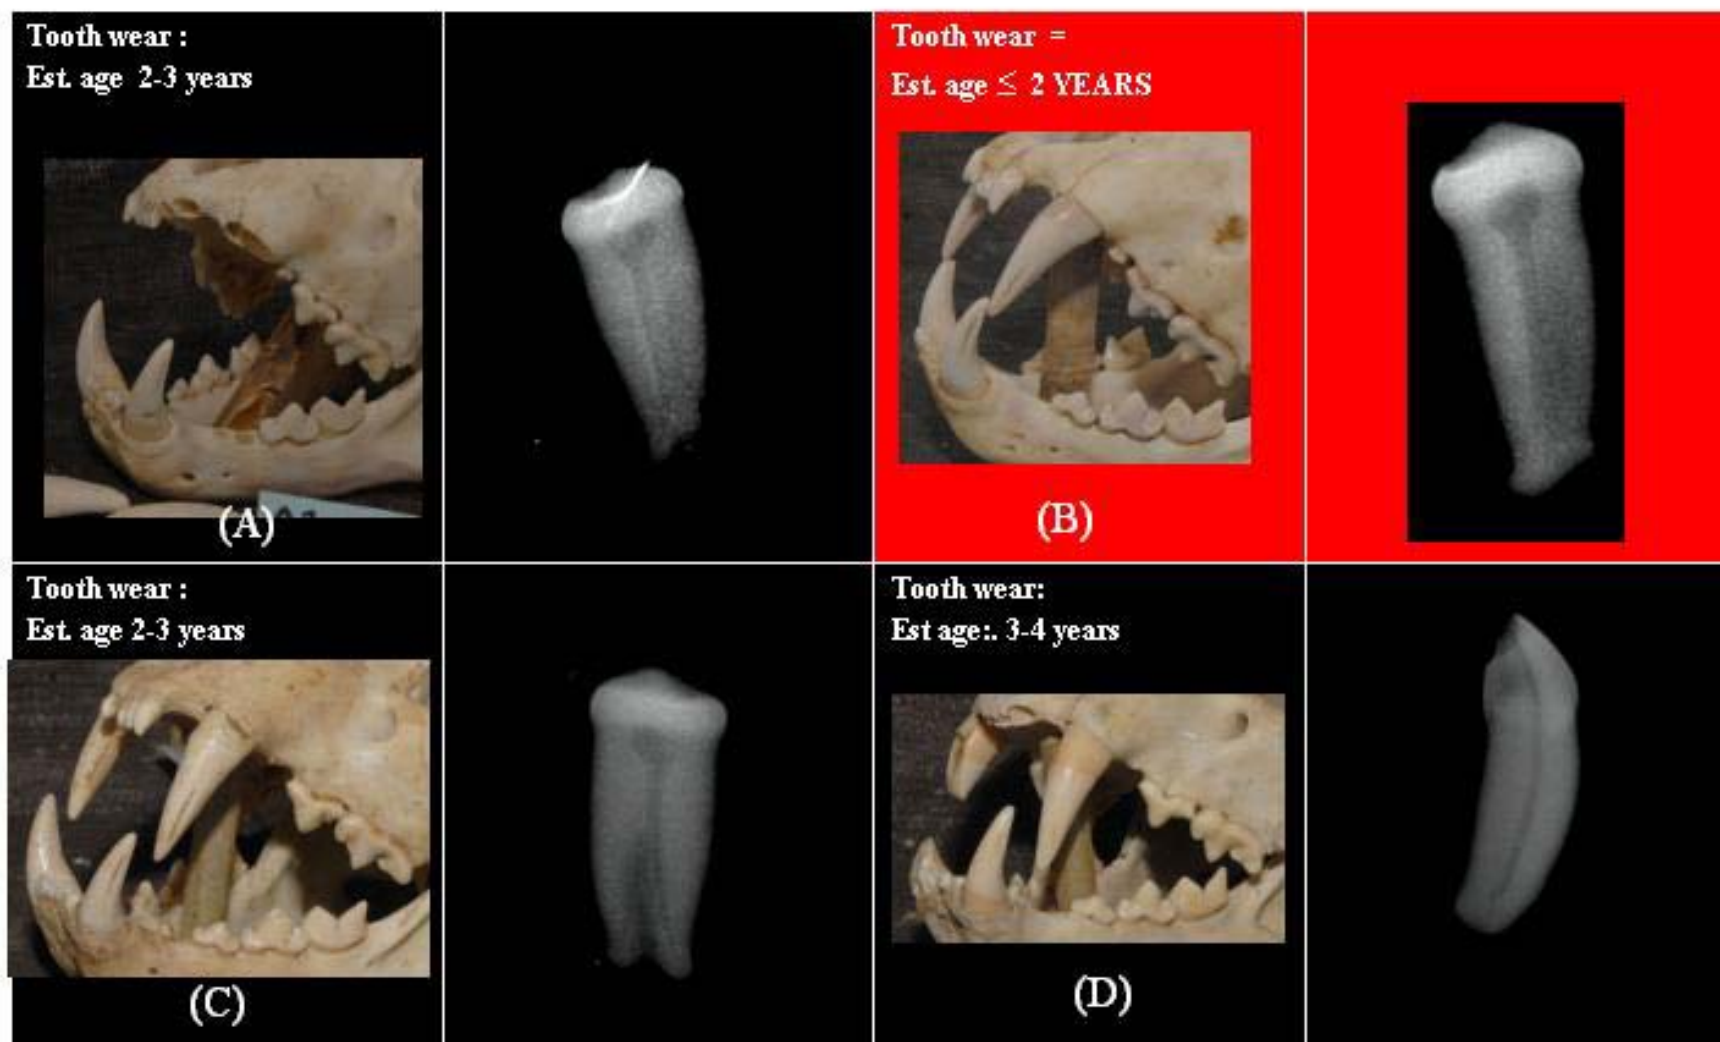 Tooth wear :
Est. age 2-3 years
(A)
Tooth wear =
Est. age ≤ 2 YEARS
(B)
Tooth wear :
Est. age 2-3 years
(C)
Tooth wear:
Est age:. 3-4 years
(D)